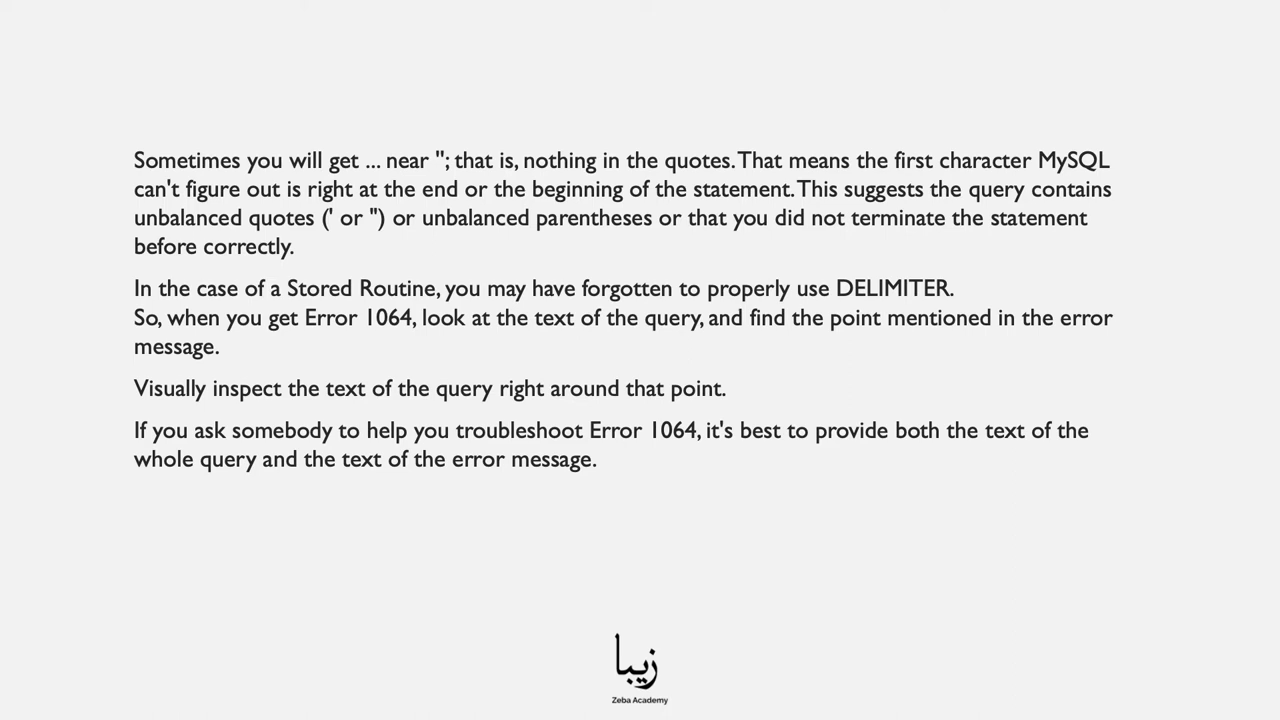 Sometimes you will get ... near ''; that is, nothing in the quotes. That means the first character MySQL
can't figure out is right at the end or the beginning of the statement. This suggests the query contains
unbalanced quotes (' or ") or unbalanced parentheses or that you did not terminate the statement
before correctly.
In the case of a Stored Routine, you may have forgotten to properly use DELIMITER.
So, when you get Error 1064, look at the text of the query, and find the point mentioned in the error
message.
Visually inspect the text of the query right around that point.
If you ask somebody to help you troubleshoot Error 1064, it's best to provide both the text of the
whole query and the text of the error message.
زيبا
Zeba Academy